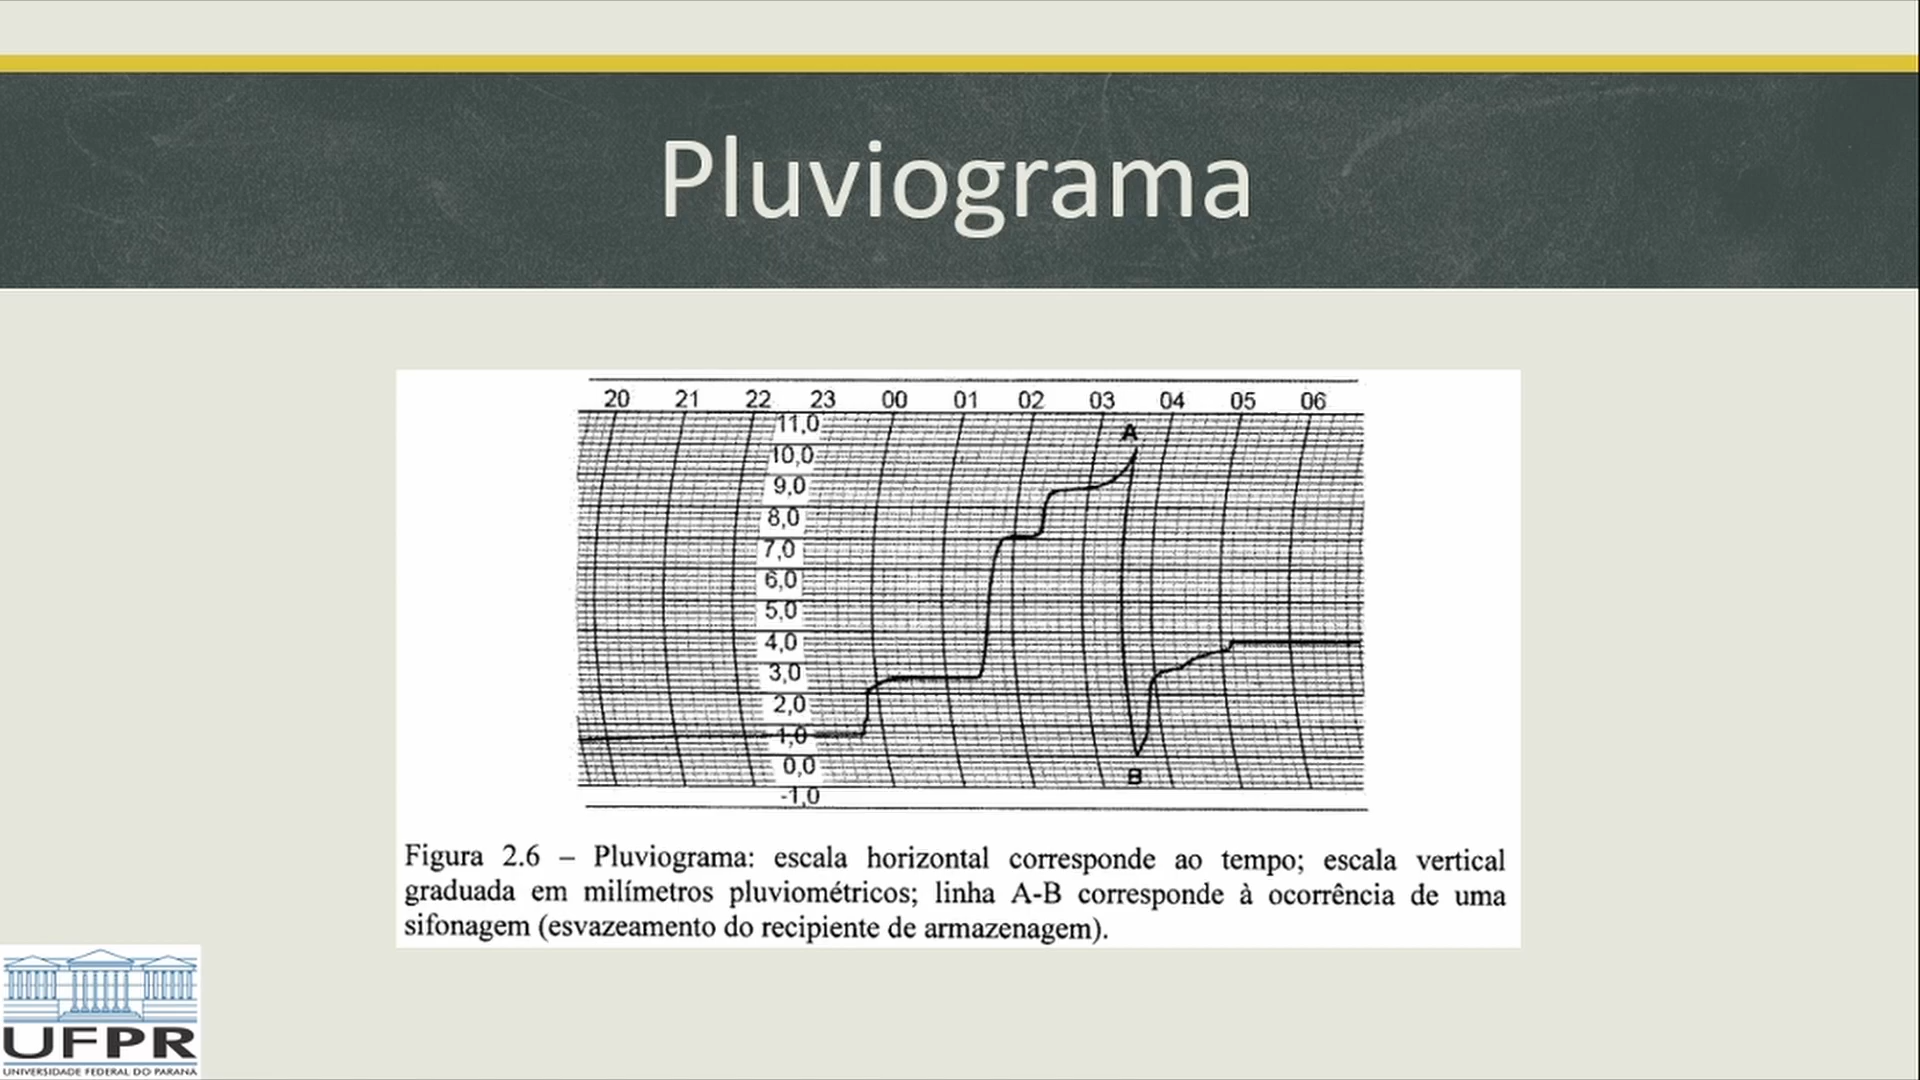 Pluviograma
20 21 22 23 00 01 02 03 04 05 06
11,0
A
10,0
9,0
8,0
7,0
6,0
5,0
4,0
3,0
2,0
1,0
0,0
B
-1,0
Figura 2.6 – Pluviograma: escala horizontal corresponde ao tempo; escala vertical
graduada em milímetros pluviométricos; linha A-B corresponde à ocorrência de uma
sifonagem (esvazeamento do recipiente de armazenagem).
UFPR
UNIVERSIDADE FEDERAL DO PARANÁ